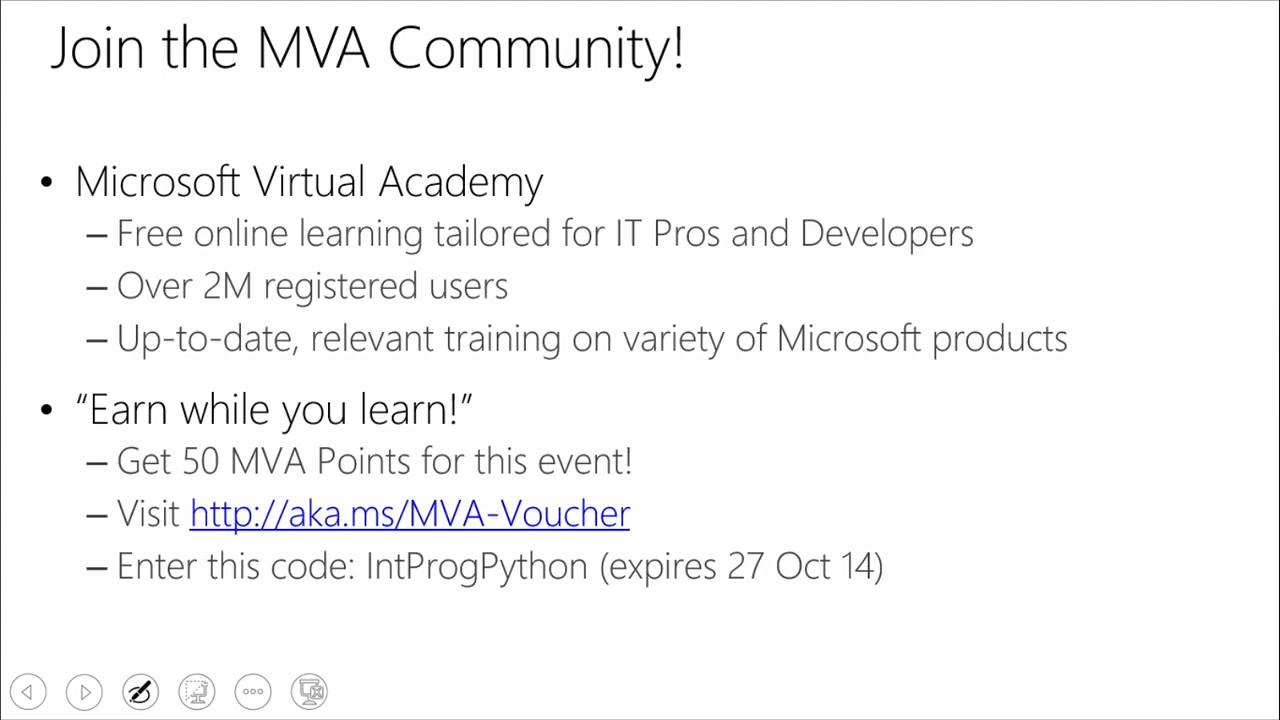 Join the MVA Community!
• Microsoft Virtual Academy
– Free online learning tailored for IT Pros and Developers
– Over 2M registered users
– Up-to-date, relevant training on variety of Microsoft products
• “Earn while you learn!”
– Get 50 MVA Points for this event!
– Visit http://aka.ms/MVA-Voucher
– Enter this code: IntProgPython (expires 27 Oct 14)